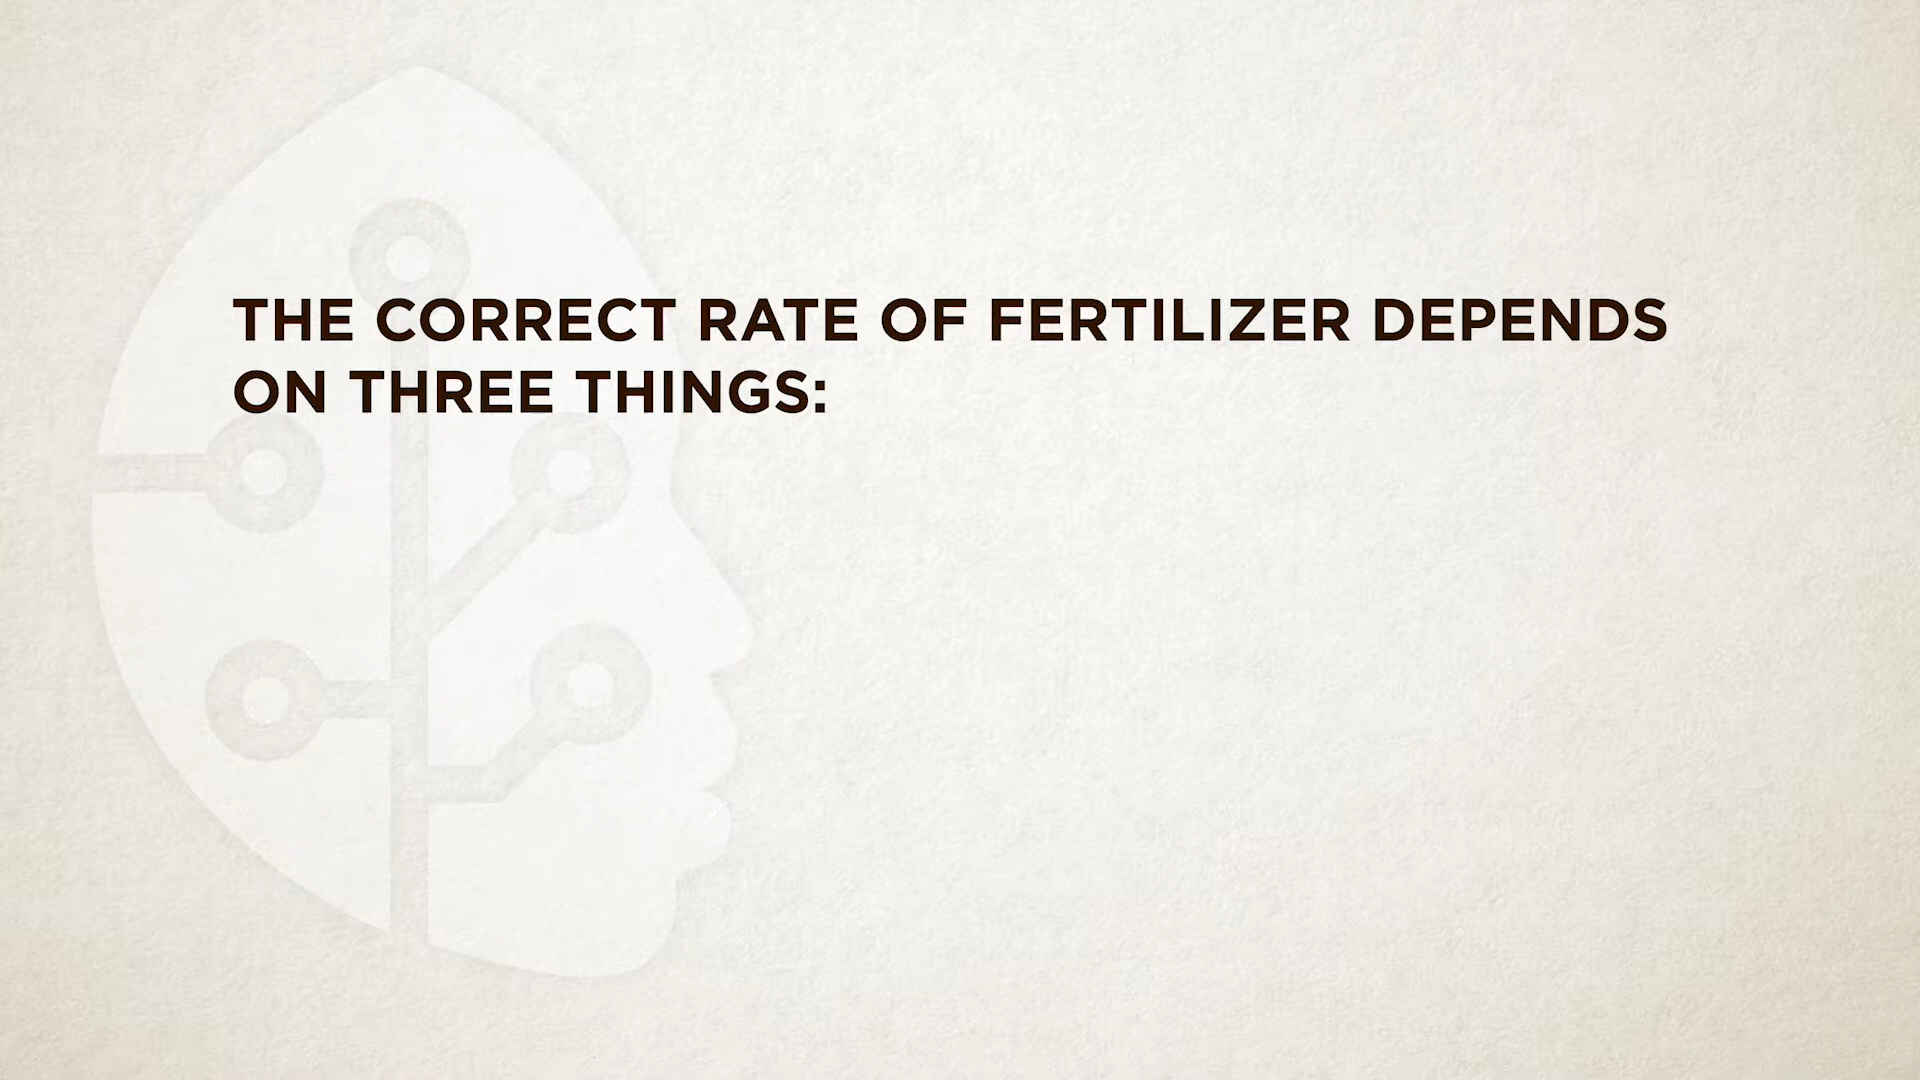 THE CORRECT RATE OF FERTILIZER DEPENDS
ON THREE THINGS: